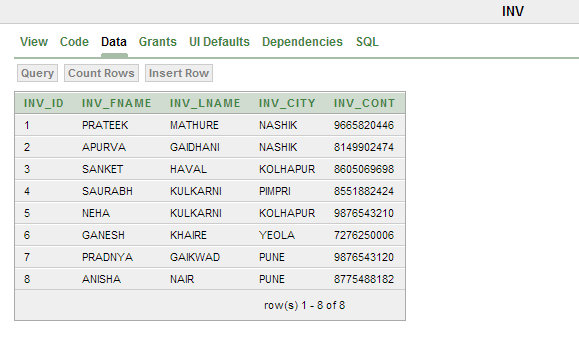 INV
View Code Data Grants UI Defaults Dependencies SQL
Query Count Rows Insert Row
INV_ID INV_FNAME INV_LNAME INV_CITY INV_CONT
1 PRATEEK MATHURE NASHIK 9665820446
2 APURVA GAIDHANI NASHIK 8149902474
3 SANKET HAVAL KOLHAPUR 8605069698
4 SAURABH KULKARNI PIMPRI 8551882424
5 NEHA KULKARNI KOLHAPUR 9876543210
6 GANESH KHAIRE YEOLA 7276250006
7 PRADNYA GAIKWAD PUNE 9876543120
8 ANISHA NAIR PUNE 8775488182
row(s) 1 - 8 of 8